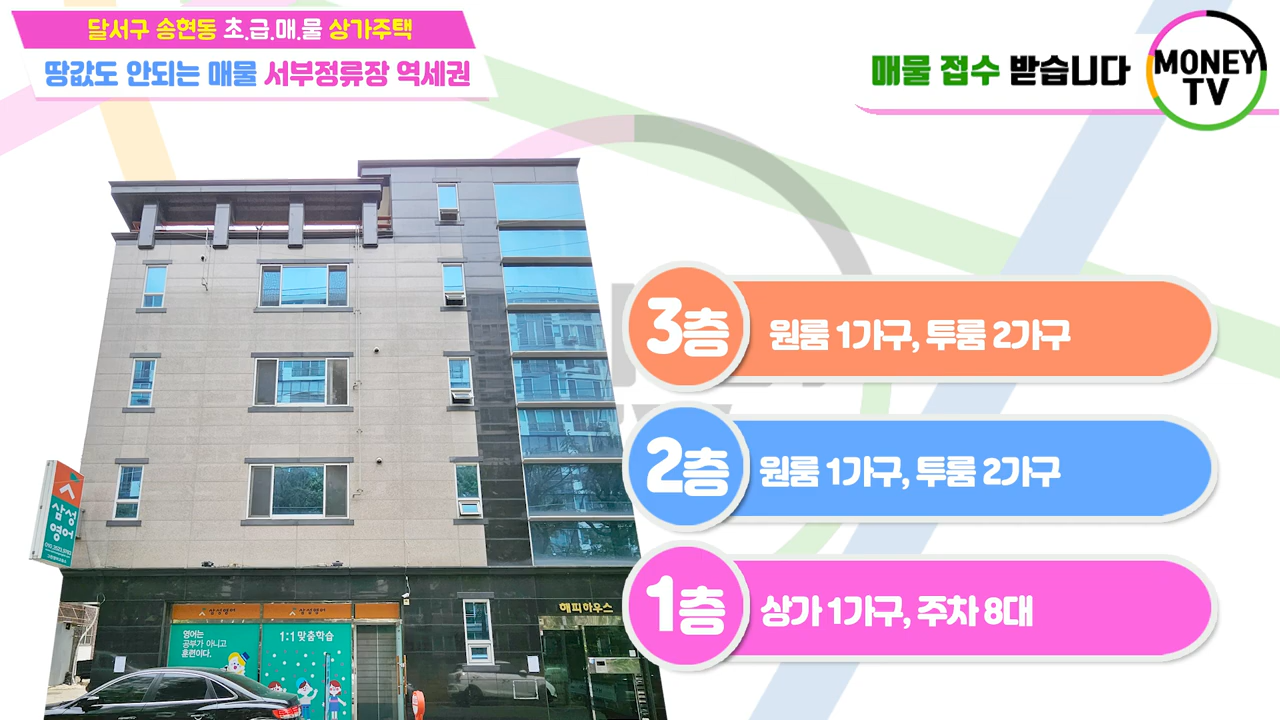 달서구 송현동 초.급.매.물 상가주택
땅값도 안되는 매물 서부정류장 역세권
매물 접수 받습니다
MONEY
TV
3층 원룸 1가구, 투룸 2가구
2층 원룸 1가구, 투룸 2가구
1층 상가 1가구, 주차 8대
삼성
영어
삼성영어
삼성영어
해피하우스
영어는
공부가 아니고
훈련이다.
1:1 맞춤학습